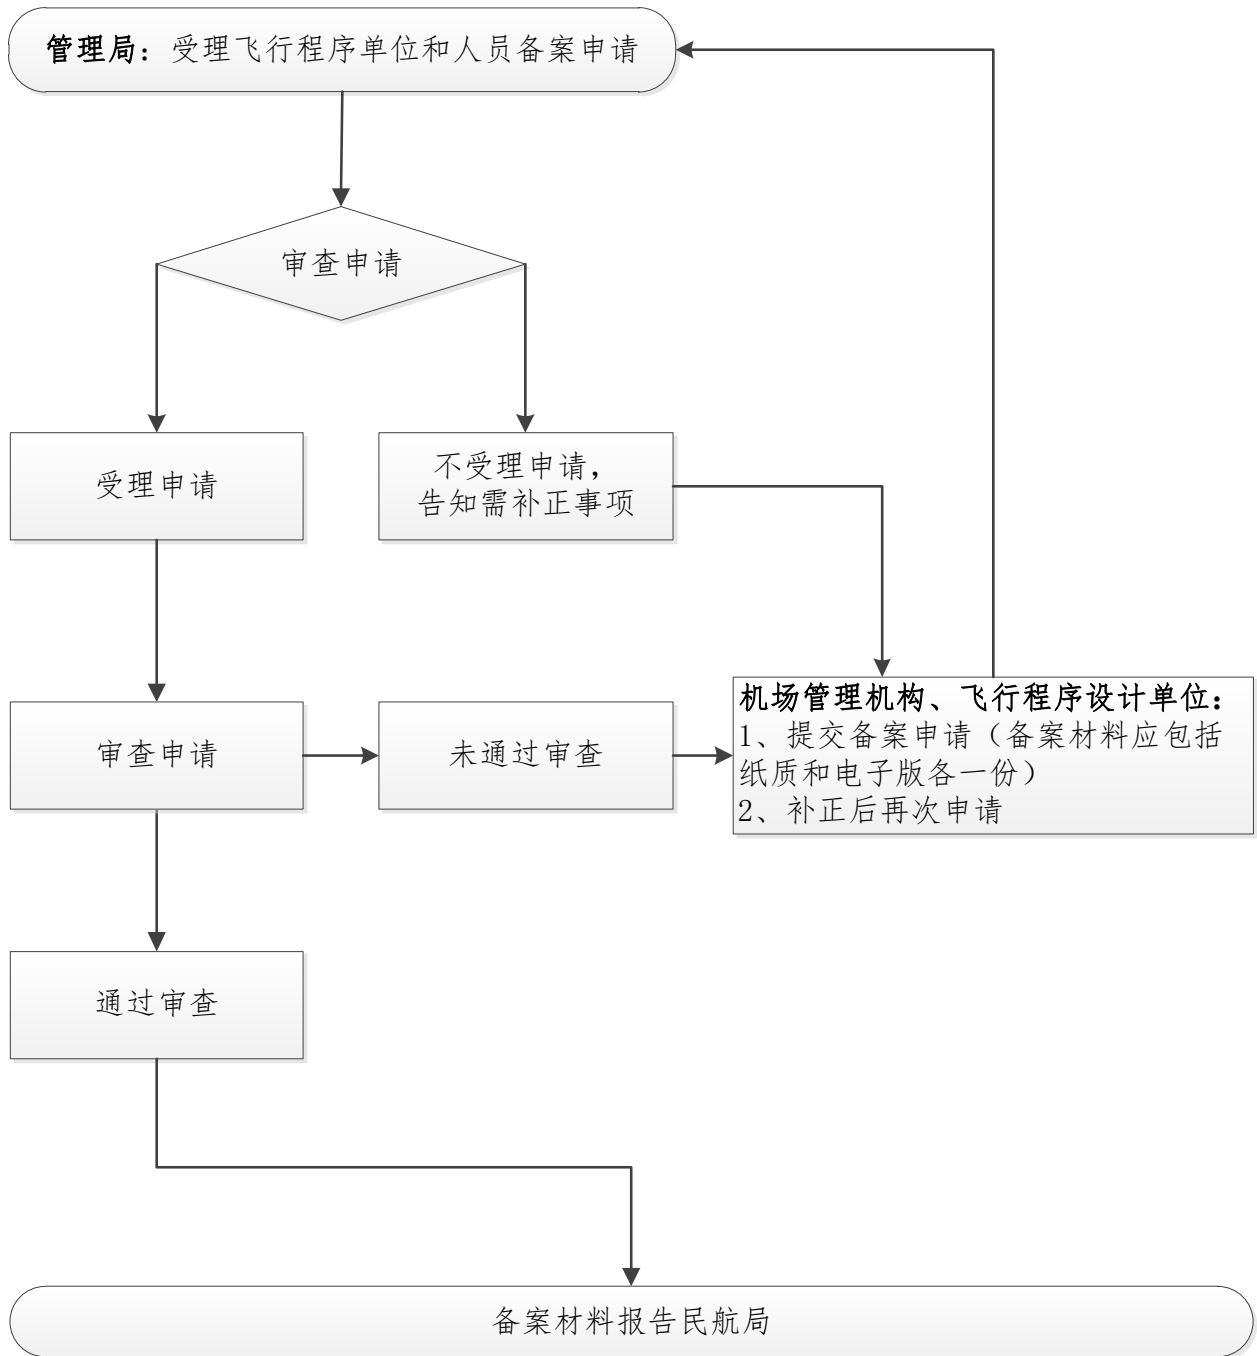 管理局：受理飞行程序单位和人员备案申请
审查申请
受理申请
不受理申请，
告知需补正事项
审查申请
未通过审查
机场管理机构、飞行程序设计单位：
1、提交备案申请（备案材料应包括
纸质和电子版各一份）
2、补正后再次申请
通过审查
备案材料报告民航局